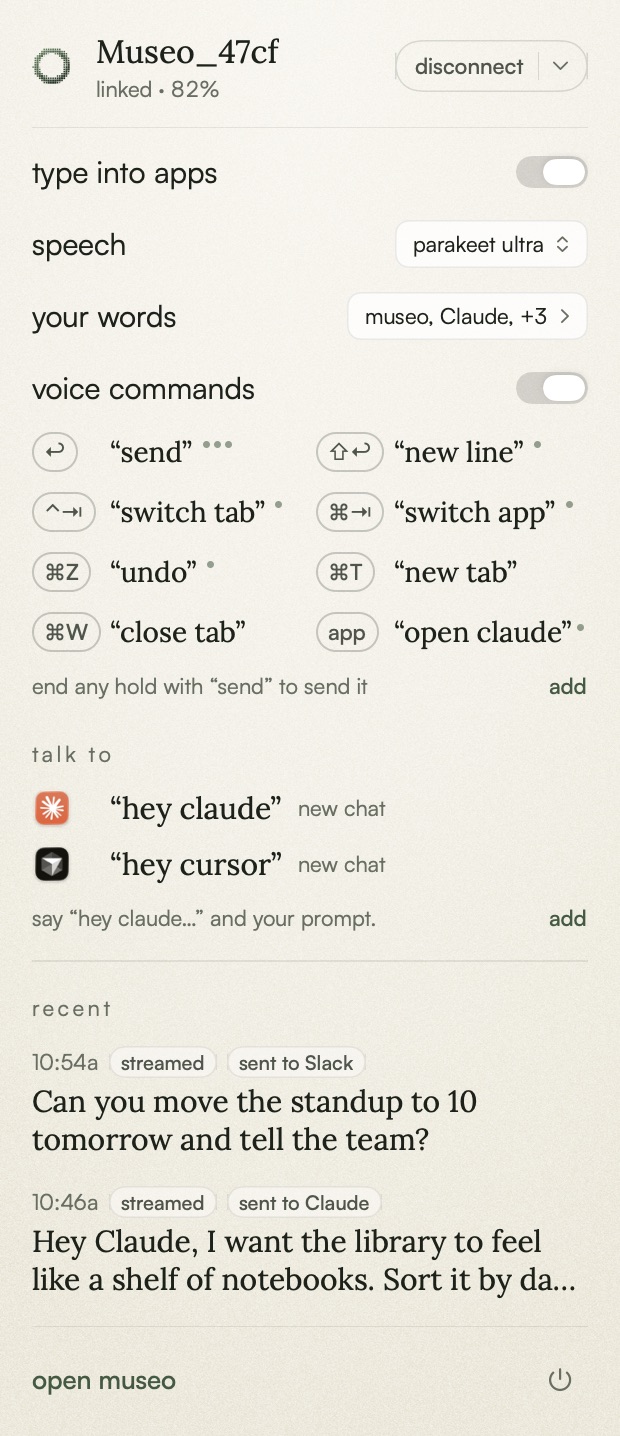 Museo_47cf
linked · 82%
disconnect
type into apps
speech
parakeet ultra
your words
museo, Claude, +3
voice commands
“send”
“new line”
“switch tab”
“switch app”
⌘Z “undo”
⌘T “new tab”
⌘W “close tab”
app “open claude”
end any hold with “send” to send it
add
talk to
“hey claude” new chat
“hey cursor” new chat
say “hey claude…” and your prompt.
add
recent
10:54a streamed sent to Slack
Can you move the standup to 10
tomorrow and tell the team?
10:46a streamed sent to Claude
Hey Claude, I want the library to feel
like a shelf of notebooks. Sort it by da…
open museo